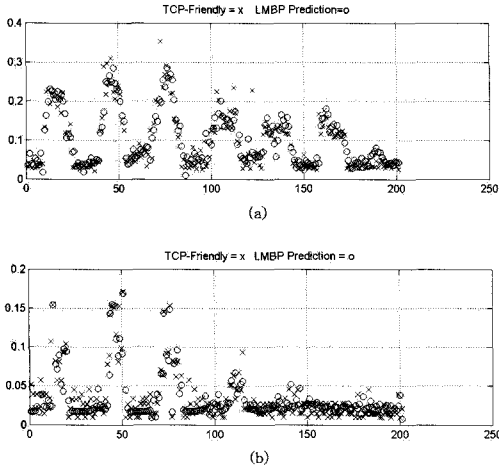 TCP-Friendly = x LMBP Prediction=o
0.4
0.3
0.2
0.1
0
0 50 100 150 200 250
(a)
TCP-Friendly = x LMBP Prediction = o
0.2
0.15
0.1
0.05
0
0 50 100 150 200 250
(b)